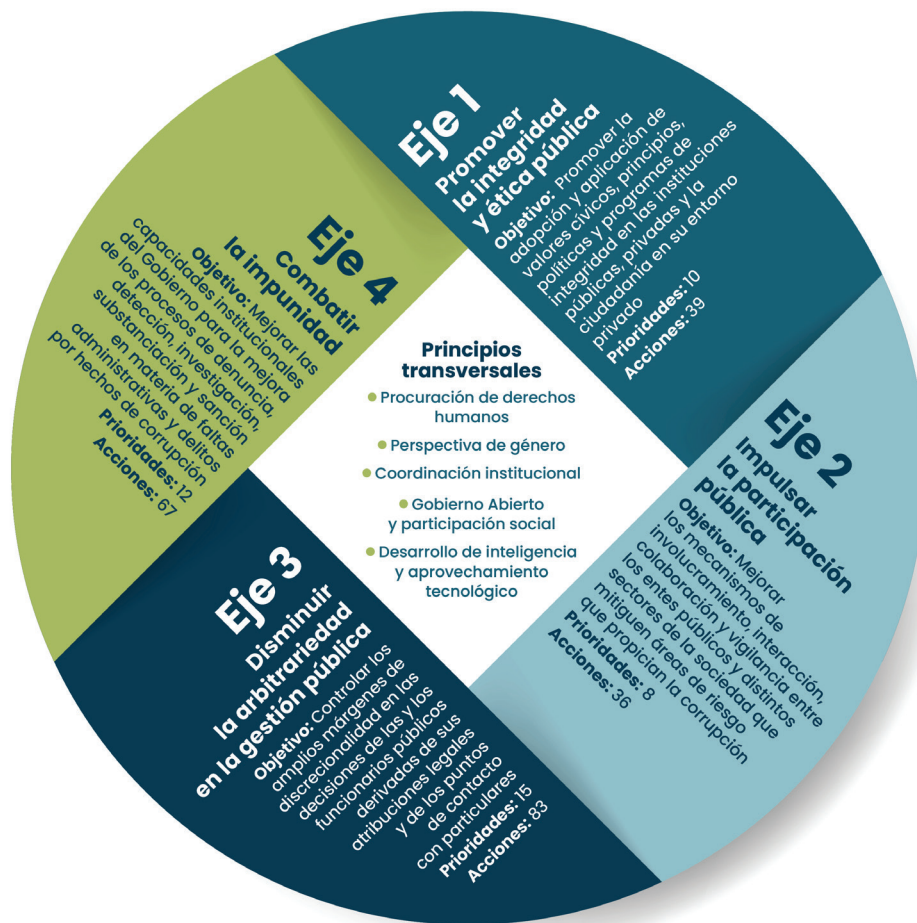 Eje 1
Promover
la integridad
y ética pública
Objetivo: Promover la
adopción y aplicación de
valores cívicos, principios,
políticas y programas de
integridad en las instituciones
públicas, privadas y la
ciudadanía en su entorno
privado
Prioridades: 10
Acciones: 39
Eje 2
Impulsar
la participación
pública
Objetivo: Mejorar
los mecanismos de
involucramiento, interacción,
colaboración y vigilancia entre
los entes públicos y distintos
sectores de la sociedad que
mitiguen áreas de riesgo
que propician la corrupción
Prioridades: 8
Acciones: 36
Eje 3
Disminuir
la arbitrariedad
en la gestión pública
Objetivo: Controlar los
amplios márgenes de
discrecionalidad en las
decisiones de las y los
funcionarios públicos
derivadas de sus
atribuciones legales
y de los puntos
de contacto
con particulares
Prioridades: 15
Acciones: 83
Eje 4
Combatir
la impunidad
Objetivo: Mejorar las
capacidades institucionales
del Gobierno para la mejora
de los procesos de denuncia,
detección, investigación,
substanciación y sanción
en materia de faltas
administrativas y delitos
por hechos de corrupción
Prioridades: 12
Acciones: 67
Principios
transversales
Procuración de derechos
humanos
Perspectiva de género
Coordinación institucional
Gobierno Abierto
y participación social
Desarrollo de inteligencia
y aprovechamiento
tecnológico